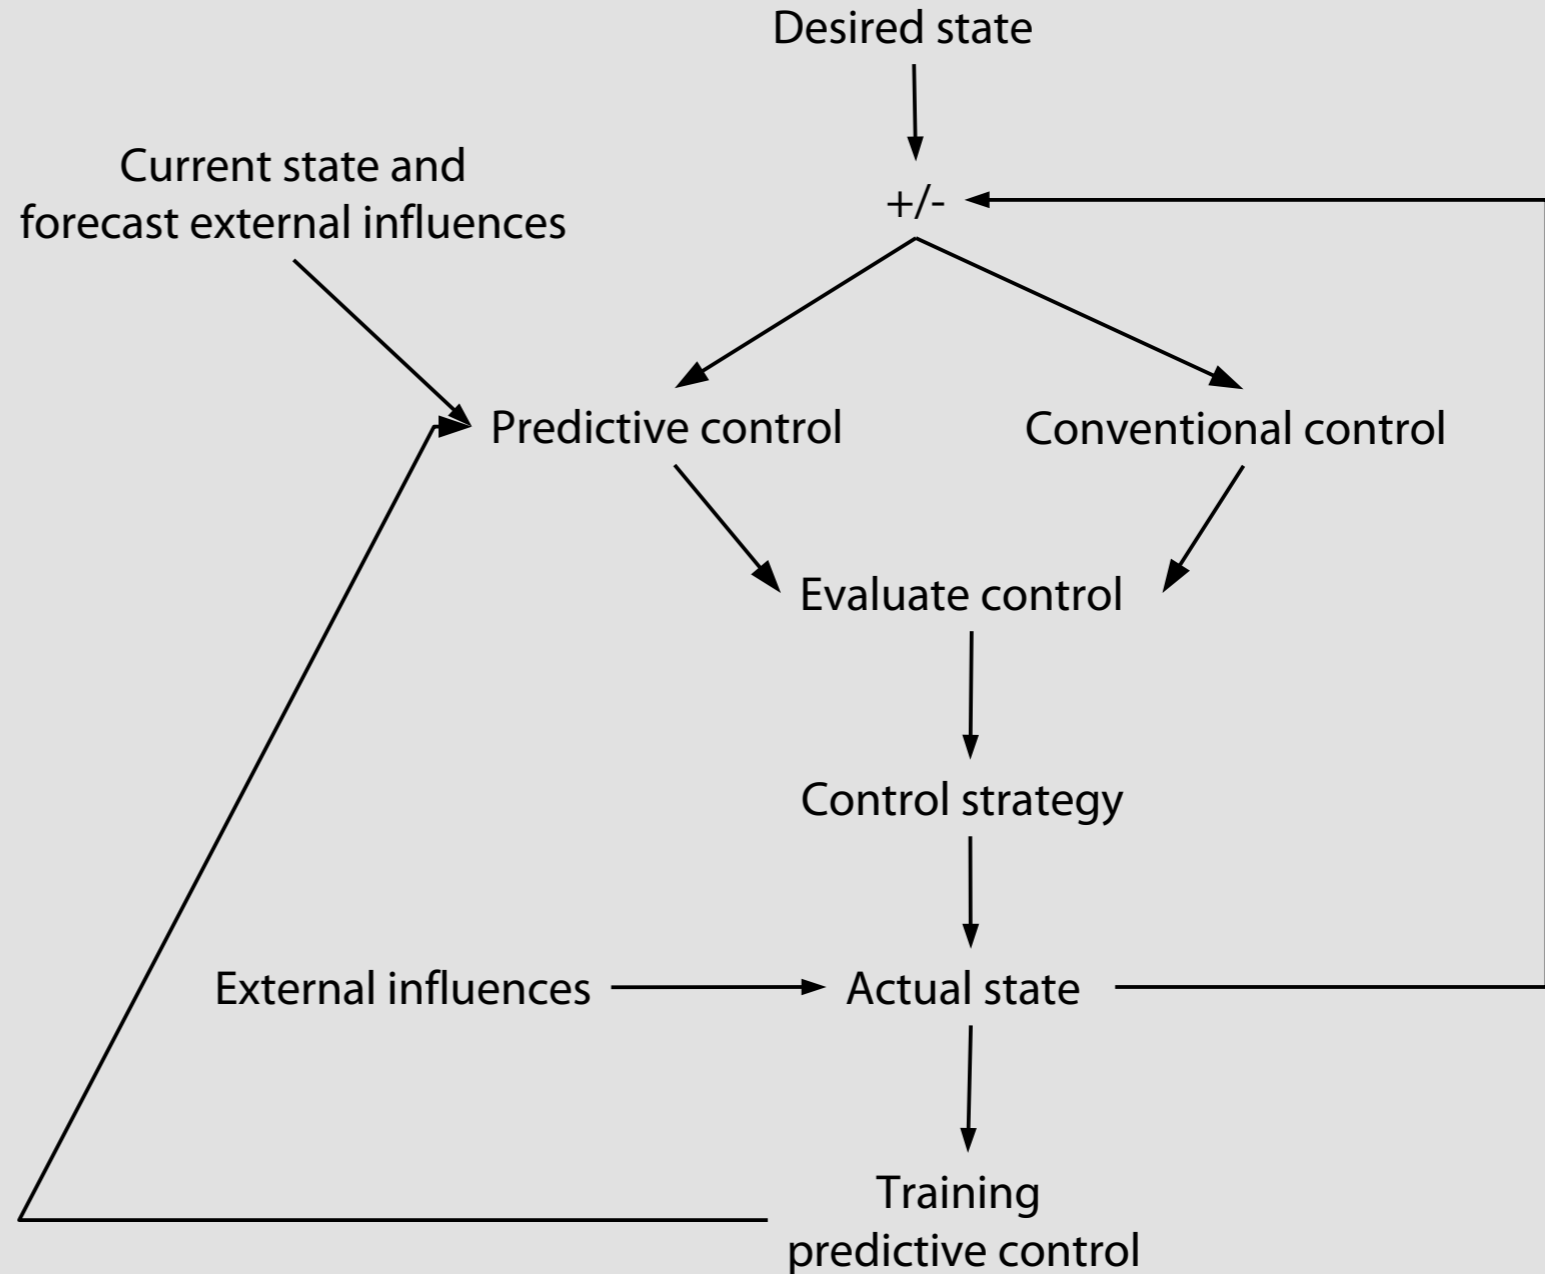 Desired state
Current state and
forecast external influences
+/-
Predictive control
Conventional control
Evaluate control
Control strategy
External influences
Actual state
Training
predictive control